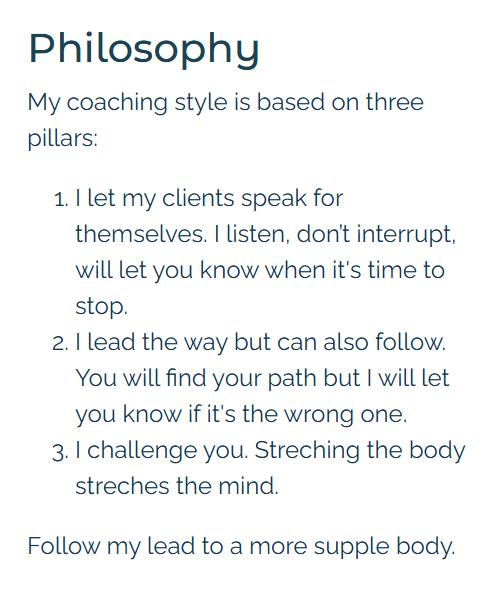 Philosophy
My coaching style is based on three
pillars:
1. I let my clients speak for
themselves. I listen, don’t interrupt,
will let you know when it's time to
stop.
2. I lead the way but can also follow.
You will find your path but I will let
you know if it's the wrong one.
3. I challenge you. Streching the body
streches the mind.
Follow my lead to a more supple body.